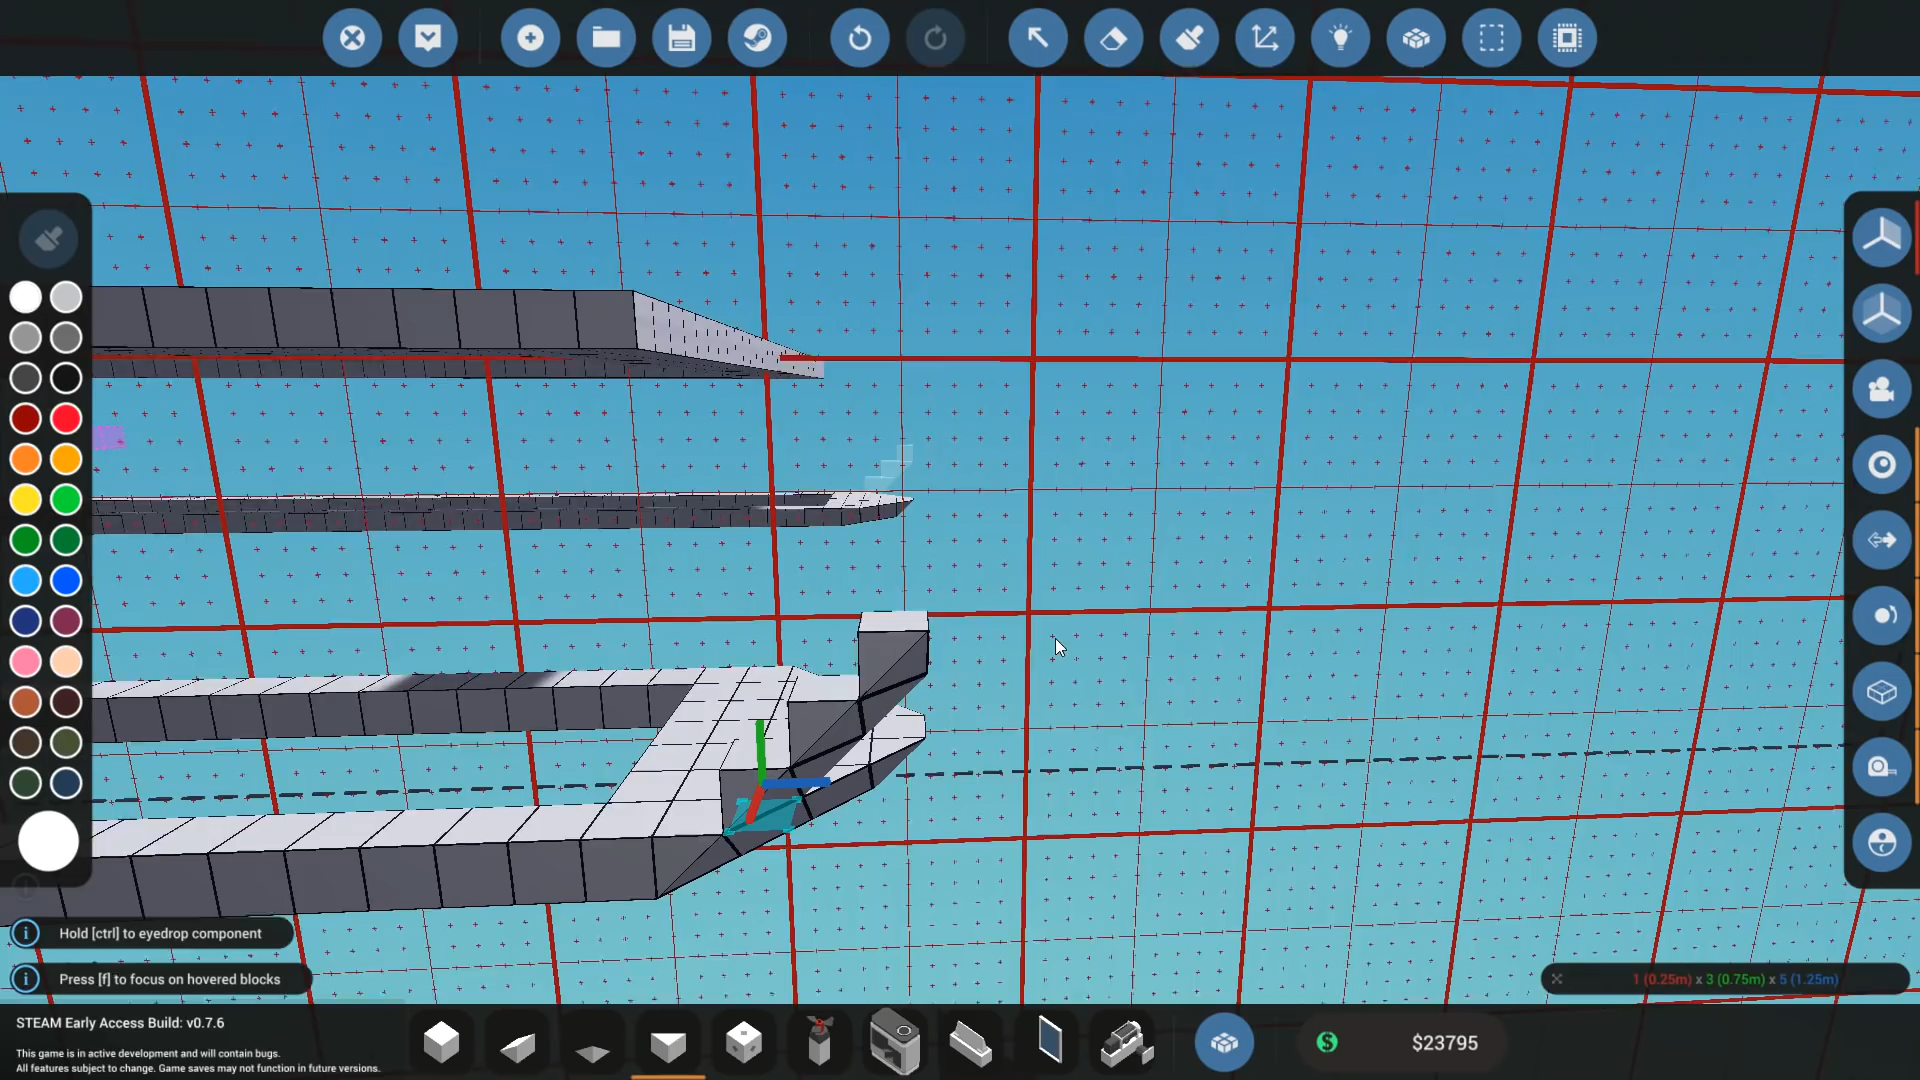 Hold [ctrl] to eyedrop component
Press [f] to focus on hovered blocks
1 (0.25m) x 3 (0.75m) x 5 (1.25m)
STEAM Early Access Build: v0.7.6
This game is in active development and will contain bugs.
All features subject to change. Game saves may not function in future versions.
$23795